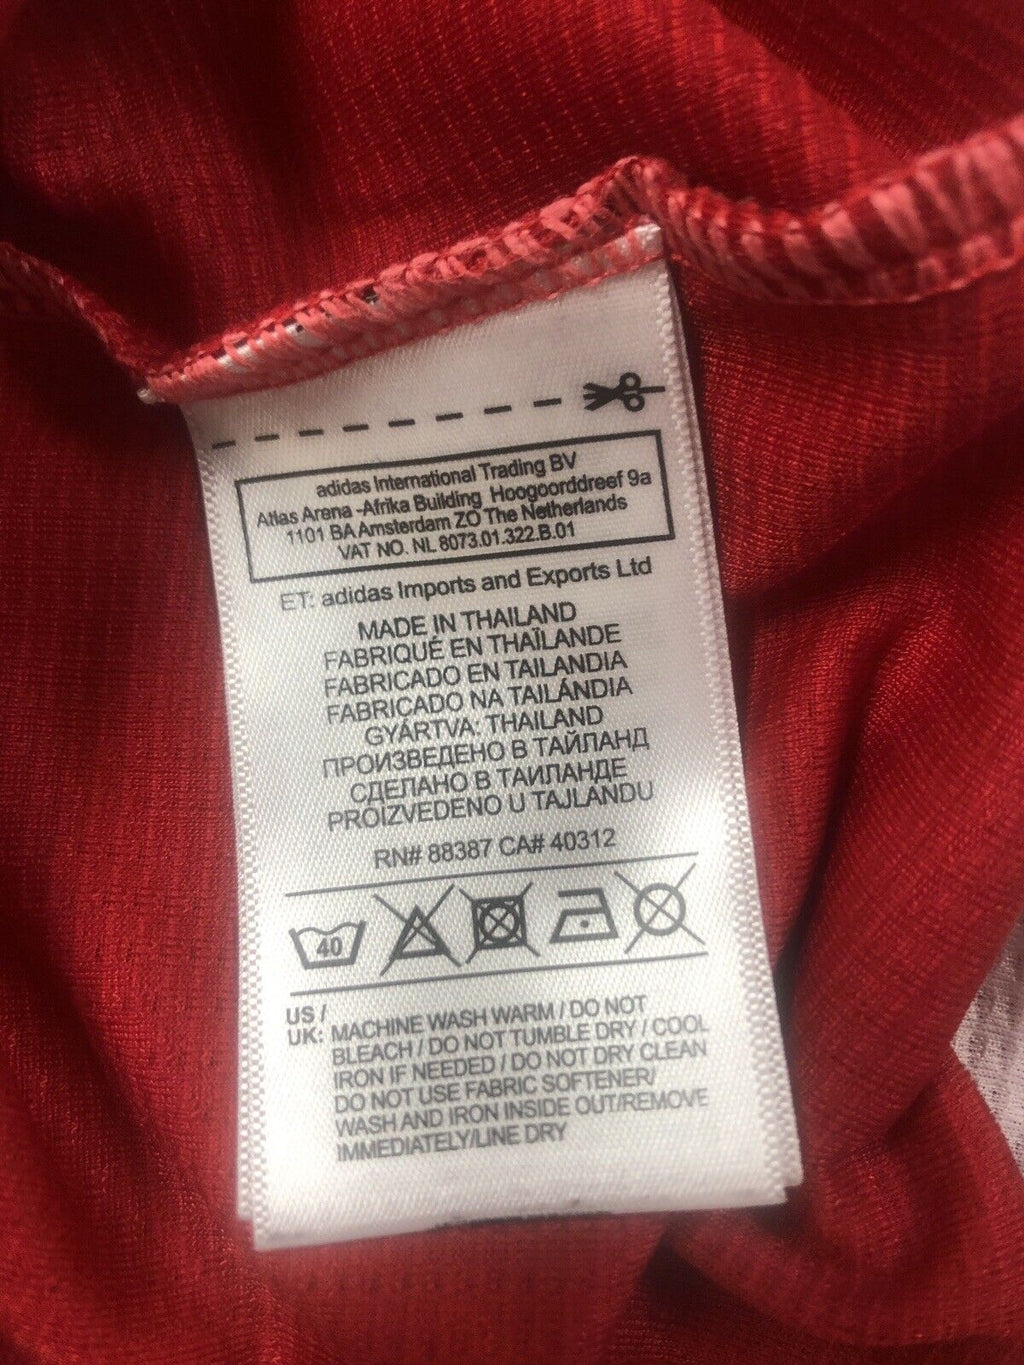 adidas International Trading BV
Atlas Arena -Afrika Building Hoogoorddreef 9a
1101 BA Amsterdam ZO The Netherlands
VAT NO. NL 8073.01.322.B.01
ET: adidas Imports and Exports Ltd
MADE IN THAILAND
FABRIQUÉ EN THAÏLANDE
FABRICADO EN TAILANDIA
FABRICADO NA TAILÁNDIA
GYÁRTVA: THAILAND
ПРОИЗВЕДЕНО В ТАЙЛАНД
СДЕЛАНО В ТАИЛАНДЕ
PROIZVEDENO U TAJLANDU
RN# 88387 CA# 40312
40
US /
UK: MACHINE WASH WARM / DO NOT
BLEACH / DO NOT TUMBLE DRY / COOL
IRON IF NEEDED / DO NOT DRY CLEAN
DO NOT USE FABRIC SOFTENER/
WASH AND IRON INSIDE OUT/REMOVE
IMMEDIATELY/LINE DRY